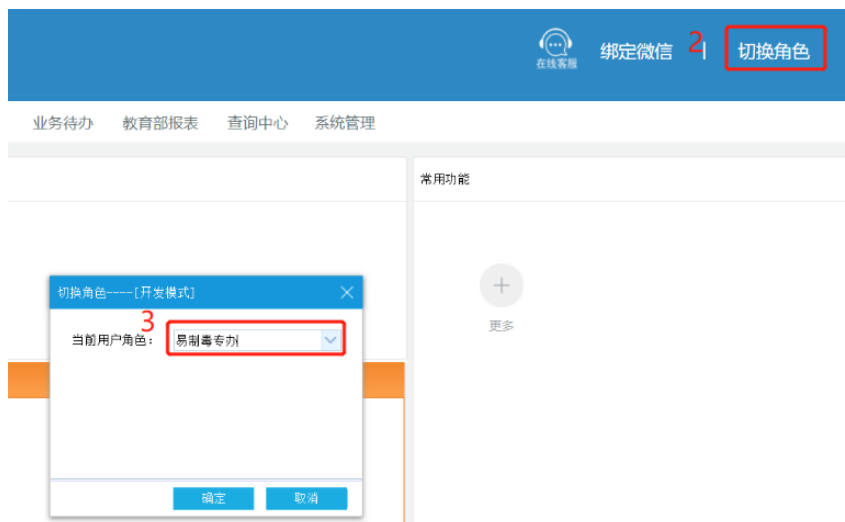 在线客服
绑定微信 2| 切换角色
业务待办 教育部报表 查询中心 系统管理
常用功能
切换角色----[开发模式]
3
当前用户角色： 易制毒专办
更多
确定 取消